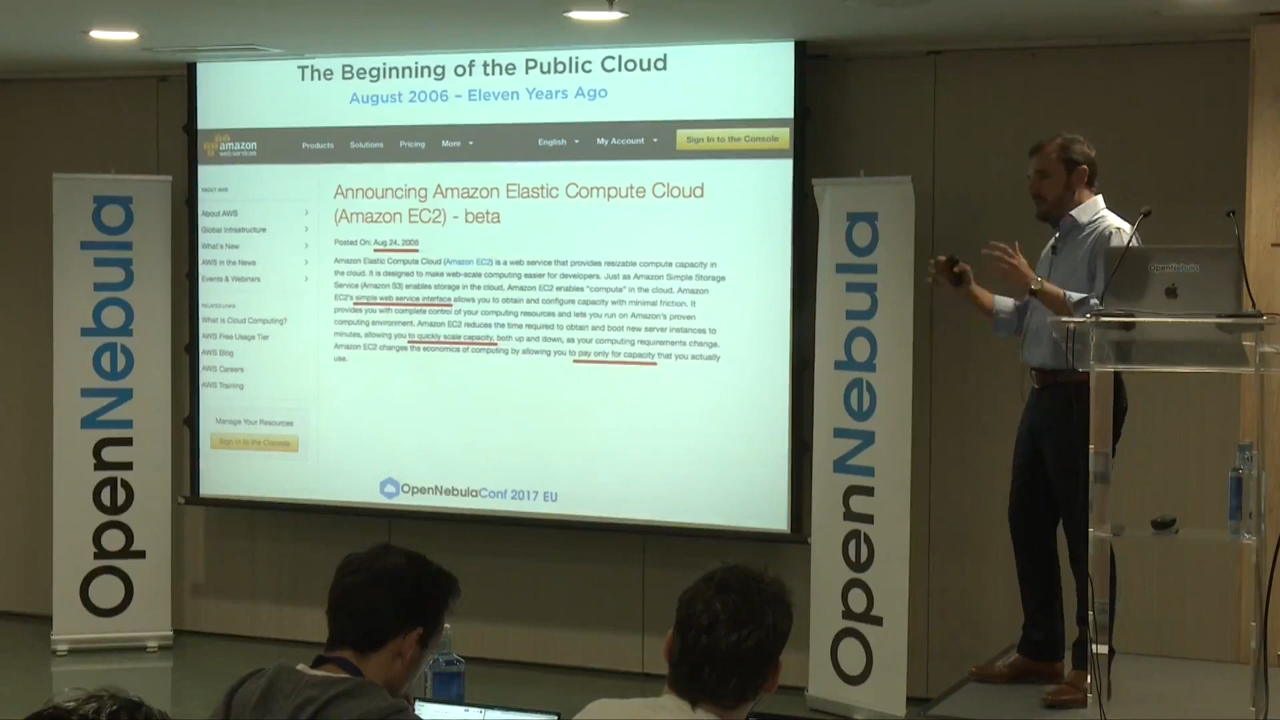 The Beginning of the Public Cloud
August 2006 – Eleven Years Ago
amazon
web services
Products
Solutions
Pricing
More
English
My Account
Sign In to the Console
ABOUT AWS
About AWS
Global Infrastructure
What's New
AWS in the News
Events & Webinars
RELATED LINKS
What is Cloud Computing?
AWS Free Usage Tier
AWS Blog
AWS Careers
AWS Training
Manage Your Resources
Sign In to the Console
Announcing Amazon Elastic Compute Cloud
(Amazon EC2) - beta
Posted On: Aug 24, 2006
Amazon Elastic Compute Cloud (Amazon EC2) is a web service that provides resizable compute capacity in
the cloud. It is designed to make web-scale computing easier for developers. Just as Amazon Simple Storage
Service (Amazon S3) enables storage in the cloud, Amazon EC2 enables "compute" in the cloud. Amazon
EC2's simple web service interface allows you to obtain and configure capacity with minimal friction. It
provides you with complete control of your computing resources and lets you run on Amazon's proven
computing environment. Amazon EC2 reduces the time required to obtain and boot new server instances to
minutes, allowing you to quickly scale capacity, both up and down, as your computing requirements change.
Amazon EC2 changes the economics of computing by allowing you to pay only for capacity that you actually
use.
OpenNebulaConf 2017 EU
OpenNebula
OpenNebula
OpenNebula